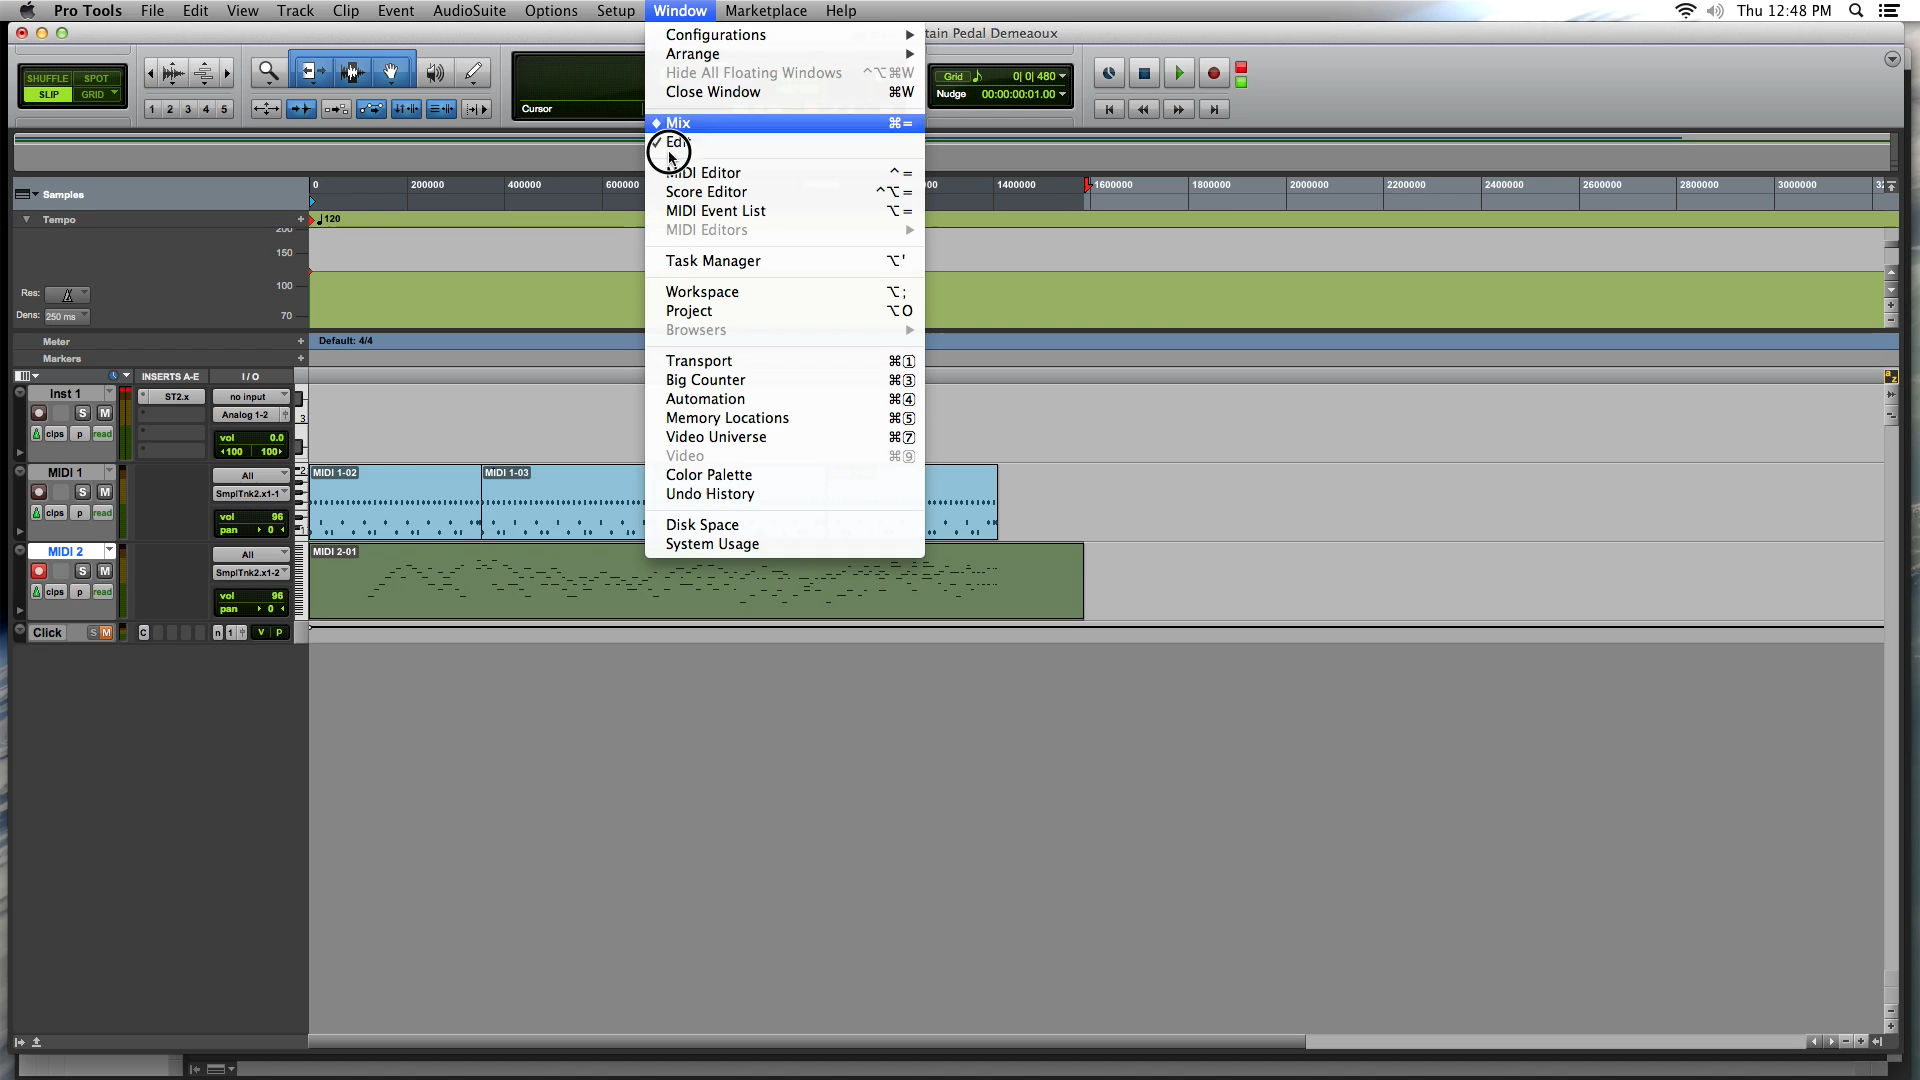 Pro Tools File Edit View Track Clip Event AudioSuite Options Setup Window Marketplace Help Thu 12:48 PM
tain Pedal Demeaoux
SHUFFLE SPOT
SLIP GRID
1 2 3 4 5
Cursor
Grid 0| 0| 480
Nudge 00:00:00:01.00
Configurations
Arrange
Hide All Floating Windows ^⌥⌘W
Close Window ⌘W
Mix ⌘=
Edi
MIDI Editor ^=
Score Editor ^⌥=
MIDI Event List ⌥=
MIDI Editors
Task Manager ⌥'
Workspace ⌥;
Project ⌥O
Browsers
Transport ⌘1
Big Counter ⌘3
Automation ⌘4
Memory Locations ⌘5
Video Universe ⌘7
Video ⌘9
Color Palette
Undo History
Disk Space
System Usage
Samples
0 200000 400000 600000 1400000 1600000 1800000 2000000 2200000 2400000 2600000 2800000 3000000
Tempo +
120
200
150
100
70
Res:
Dens: 250 ms
Meter +
Default: 4/4
Markers +
INSERTS A-E I/O
Inst 1
S M
clps p read
ST2.x
no input
Analog 1-2
vol 0.0
100 100
3
MIDI 1
S M
clps p read
All
SmplTnk2.x1-1
vol 96
pan 0
2
1
MIDI 1-02 MIDI 1-03
MIDI 2
S M
clps p read
All
SmplTnk2.x1-2
vol 96
pan 0
MIDI 2-01
Click S M C n 1 v p
a
z